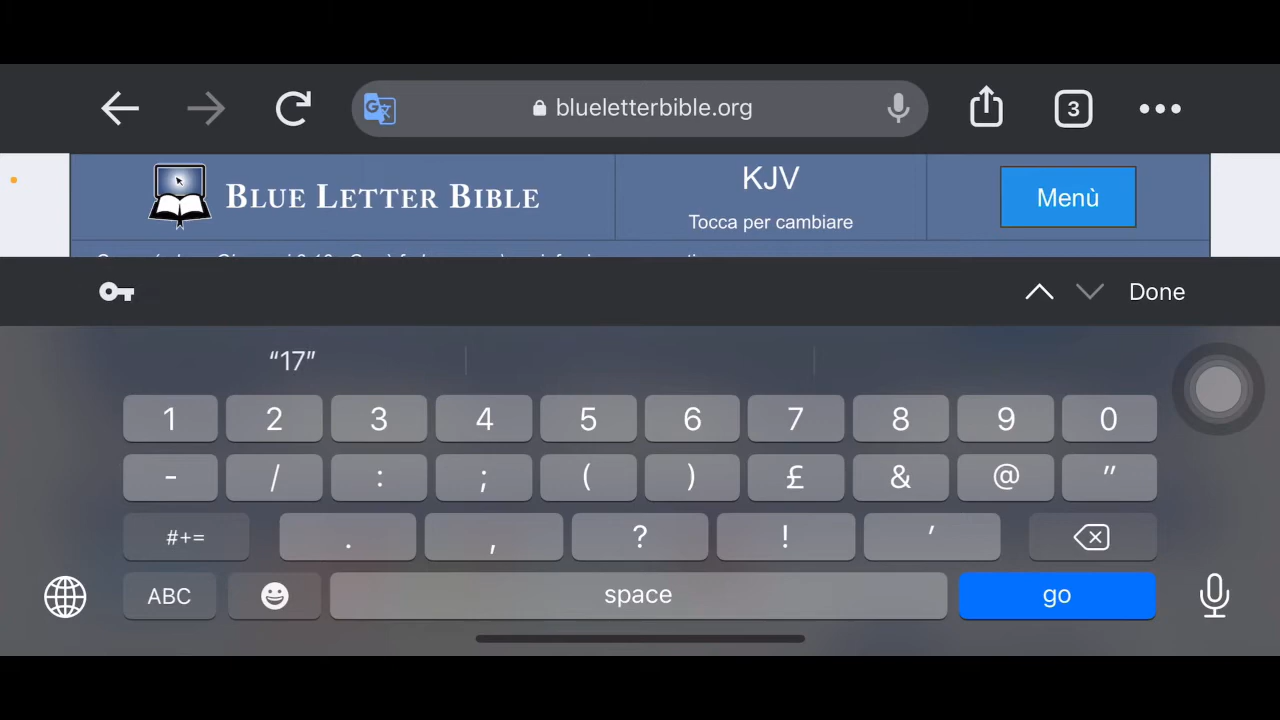 blueletterbible.org
3
BLUE LETTER BIBLE
KJV
Tocca per cambiare
Menù
Done
“17”
1 2 3 4 5 6 7 8 9 0
- / : ; ( ) £ & @ "
#+= . , ? ! '
ABC space go